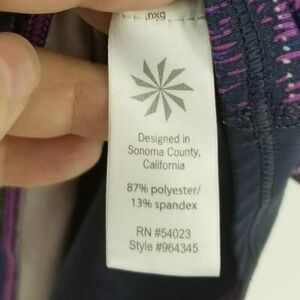 Designed in
Sonoma County,
California
87% polyester/
13% spandex
RN #54023
Style #964345